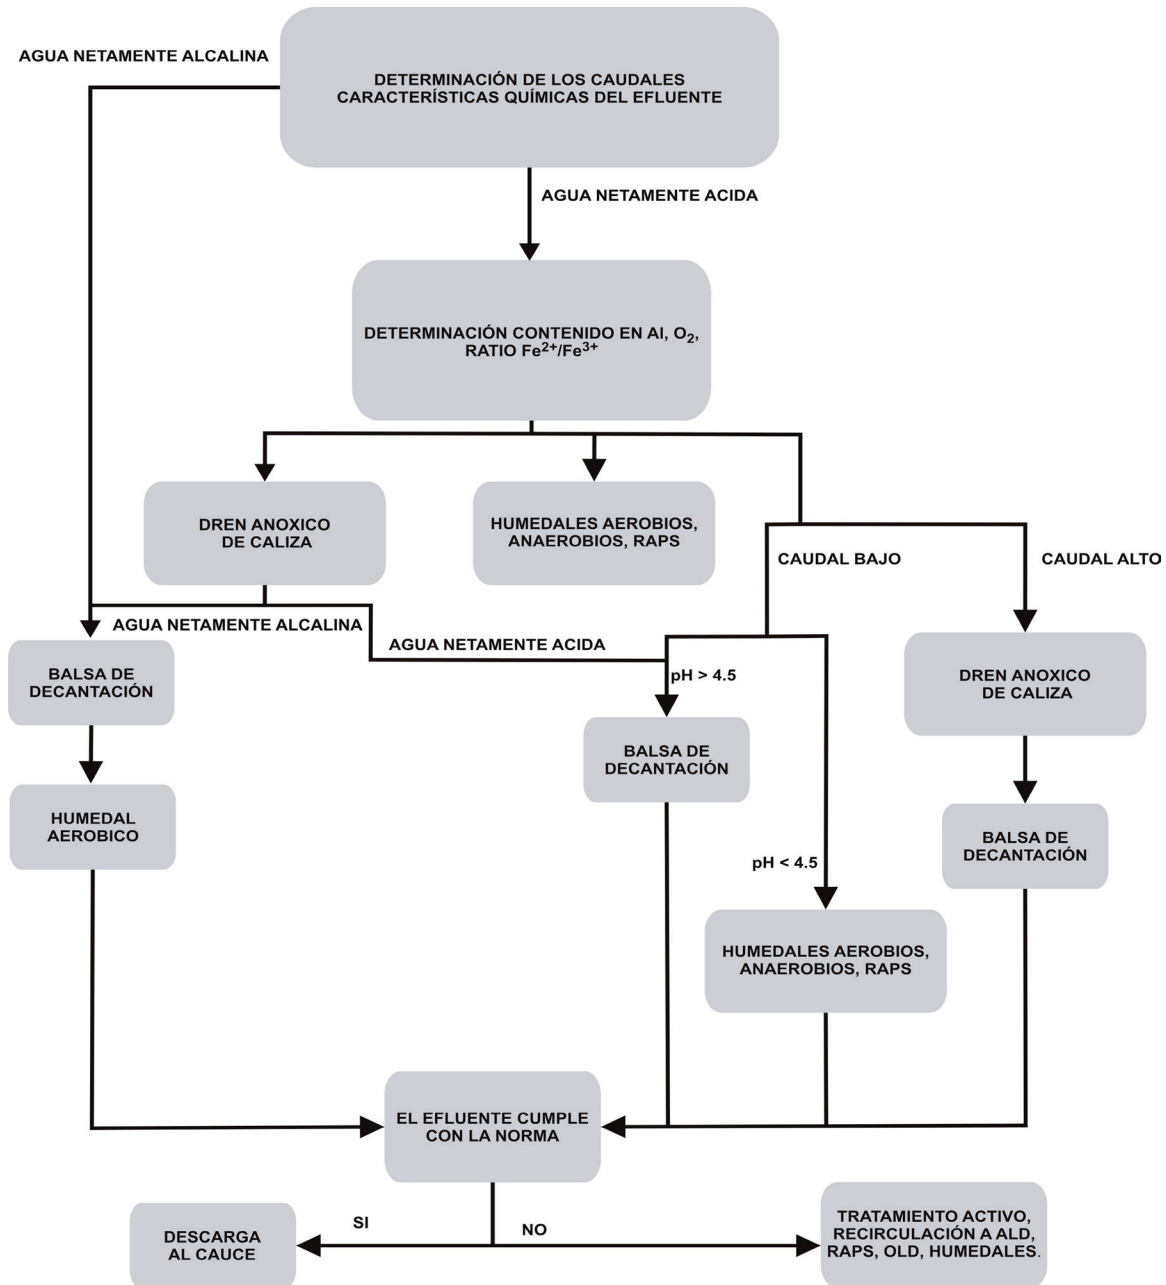 AGUA NETAMENTE ALCALINA
DETERMINACIÓN DE LOS CAUDALES
CARACTERÍSTICAS QUÍMICAS DEL EFLUENTE
AGUA NETAMENTE ACIDA
DETERMINACIÓN CONTENIDO EN AI, O₂,
RATIO Fe²⁺/Fe³⁺
DREN ANOXICO
DE CALIZA
HUMEDALES AEROBIOS,
ANAEROBIOS, RAPS
CAUDAL BAJO
CAUDAL ALTO
AGUA NETAMENTE ALCALINA
AGUA NETAMENTE ACIDA
BALSA DE
DECANTACIÓN
pH > 4.5
DREN ANOXICO
DE CALIZA
BALSA DE
DECANTACIÓN
HUMEDAL
AEROBICO
BALSA DE
DECANTACIÓN
pH < 4.5
HUMEDALES AEROBIOS,
ANAEROBIOS, RAPS
EL EFLUENTE CUMPLE
CON LA NORMA
SI
NO
DESCARGA
AL CAUCE
TRATAMIENTO ACTIVO,
RECIRCULACIÓN A ALD,
RAPS, OLD, HUMEDALES.